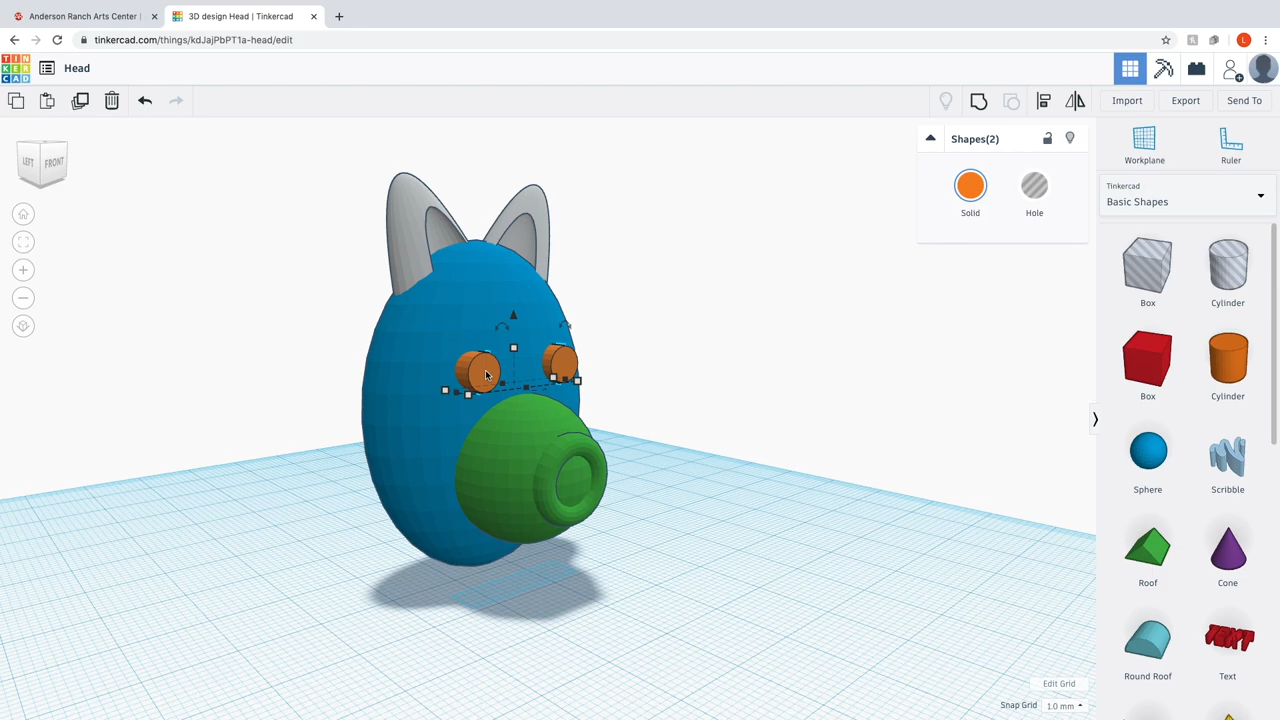 Anderson Ranch Arts Center |
3D design Head | Tinkercad
tinkercad.com/things/kdJajPbPT1a-head/edit
L
TIN
KER
CAD
Head
Import
Export
Send To
LEFT
FRONT
Shapes(2)
Solid
Hole
Workplane
Ruler
Tinkercad
Basic Shapes
Box
Cylinder
Box
Cylinder
Sphere
Scribble
Roof
Cone
TEXT
Round Roof
Text
Edit Grid
Snap Grid 1.0 mm